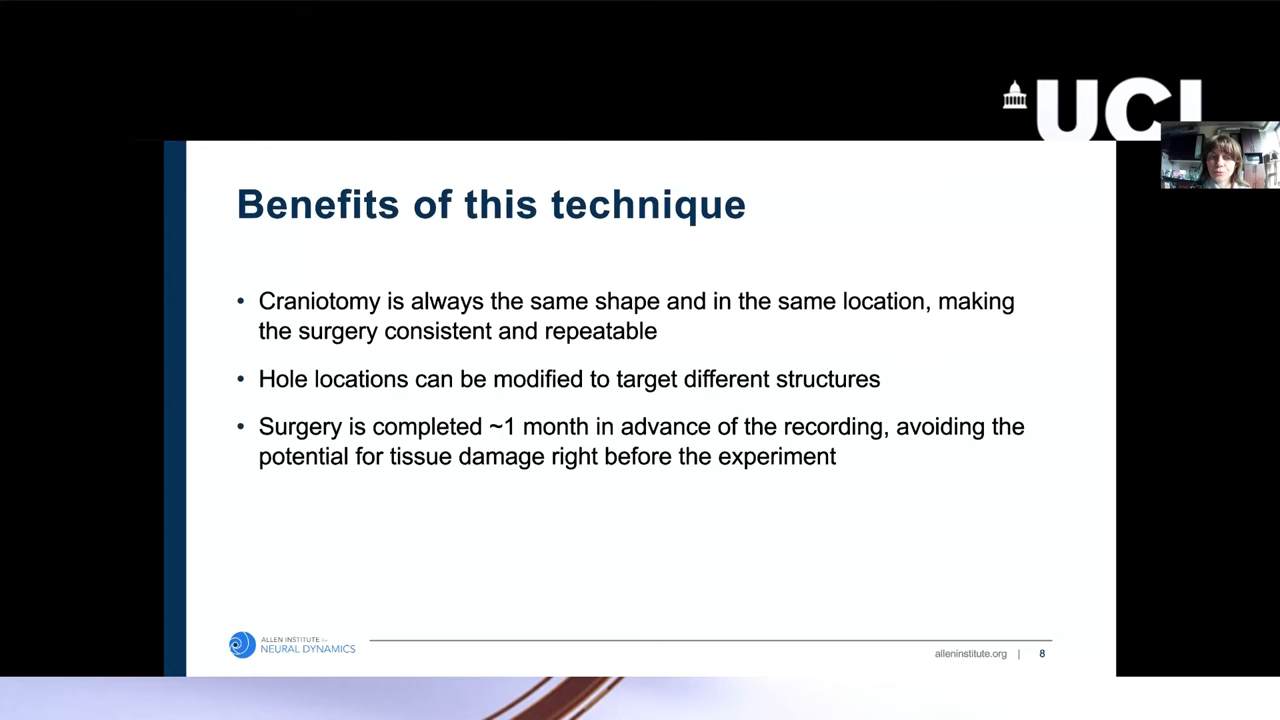 UCL
Benefits of this technique
• Craniotomy is always the same shape and in the same location, making
the surgery consistent and repeatable
• Hole locations can be modified to target different structures
• Surgery is completed ~1 month in advance of the recording, avoiding the
potential for tissue damage right before the experiment
ALLEN INSTITUTE for
NEURAL DYNAMICS
alleninstitute.org | 8